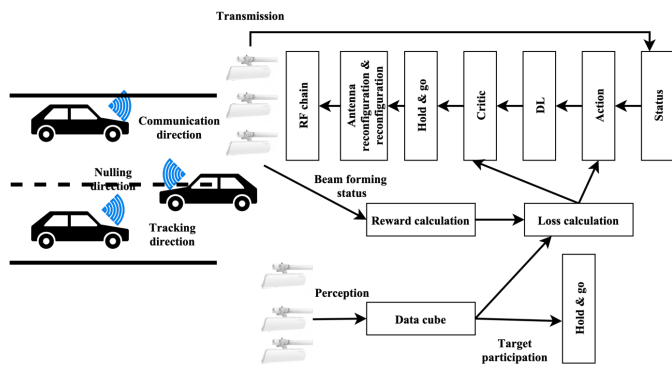 Transmission
RF chain
Antenna
reconfiguration &
reconfiguration
Hold & go
Critic
DL
Action
Status
Communication
direction
Nulling
direction
Tracking
direction
Beam forming
status
Reward calculation
Loss calculation
Perception
Data cube
Target
participation
Hold & go